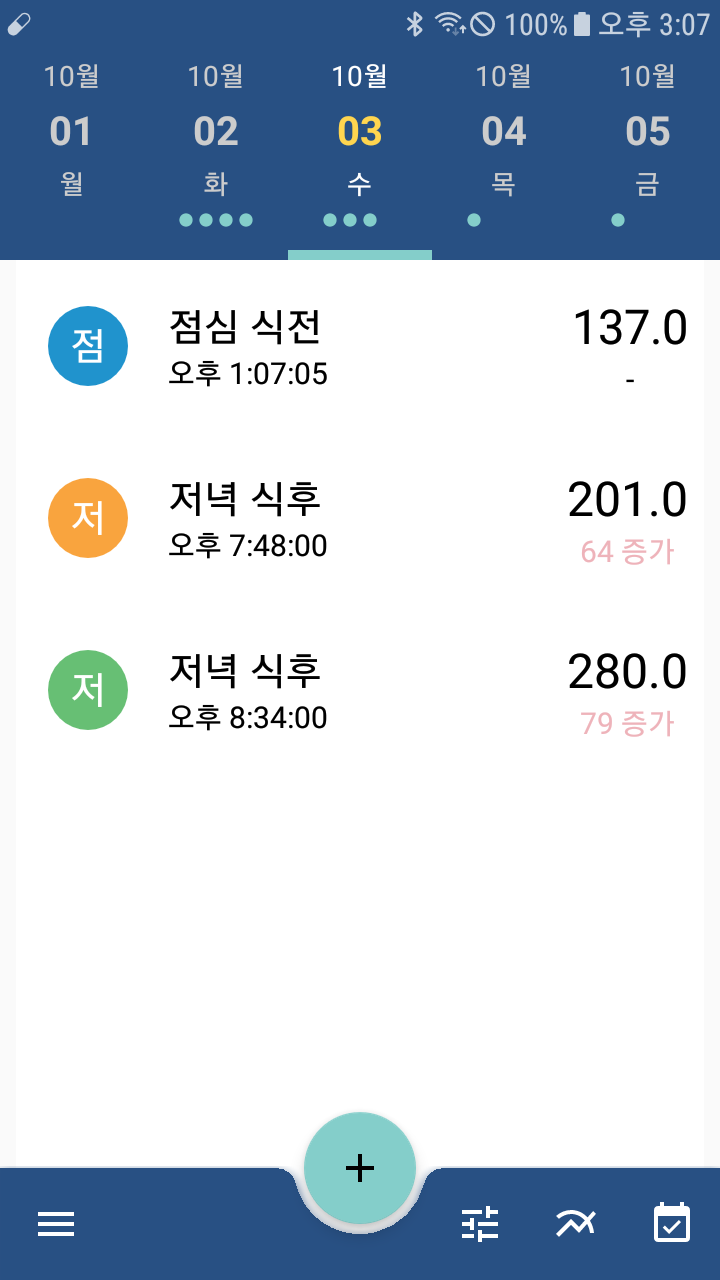 100% 오후 3:07
10월 10월 10월 10월 10월
01 02 03 04 05
월 화 수 목 금
점 점심 식전 137.0
오후 1:07:05 -
저 저녁 식후 201.0
오후 7:48:00 64 증가
저 저녁 식후 280.0
오후 8:34:00 79 증가
+